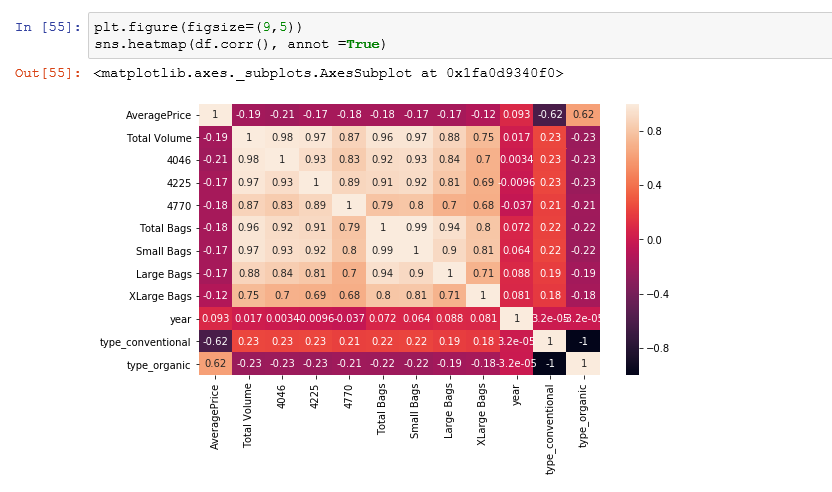 In [55]: plt.figure(figsize=(9,5))
sns.heatmap(df.corr(), annot =True)
Out[55]: <matplotlib.axes._subplots.AxesSubplot at 0x1fa0d9340f0>
AveragePrice 1 -0.19 -0.21 -0.17 -0.18 -0.18 -0.17 -0.17 -0.12 0.093 -0.62 0.62
Total Volume -0.19 1 0.98 0.97 0.87 0.96 0.97 0.88 0.75 0.017 0.23 -0.23
4046 -0.21 0.98 1 0.93 0.83 0.92 0.93 0.84 0.7 0.0034 0.23 -0.23
4225 -0.17 0.97 0.93 1 0.89 0.91 0.92 0.81 0.69 -0.0096 0.23 -0.23
4770 -0.18 0.87 0.83 0.89 1 0.79 0.8 0.7 0.68 -0.037 0.21 -0.21
Total Bags -0.18 0.96 0.92 0.91 0.79 1 0.99 0.94 0.8 0.072 0.22 -0.22
Small Bags -0.17 0.97 0.93 0.92 0.8 0.99 1 0.9 0.81 0.064 0.22 -0.22
Large Bags -0.17 0.88 0.84 0.81 0.7 0.94 0.9 1 0.71 0.088 0.19 -0.19
XLarge Bags -0.12 0.75 0.7 0.69 0.68 0.8 0.81 0.71 1 0.081 0.18 -0.18
year 0.093 0.017 0.0034 -0.0096 -0.037 0.072 0.064 0.088 0.081 1 3.2e-05 -3.2e-05
type_conventional -0.62 0.23 0.23 0.23 0.21 0.22 0.22 0.19 0.18 3.2e-05 1 -1
type_organic 0.62 -0.23 -0.23 -0.23 -0.21 -0.22 -0.22 -0.19 -0.18 -3.2e-05 -1 1
AveragePrice
Total Volume
4046
4225
4770
Total Bags
Small Bags
Large Bags
XLarge Bags
year
type_conventional
type_organic
0.8
0.4
0.0
−0.4
−0.8